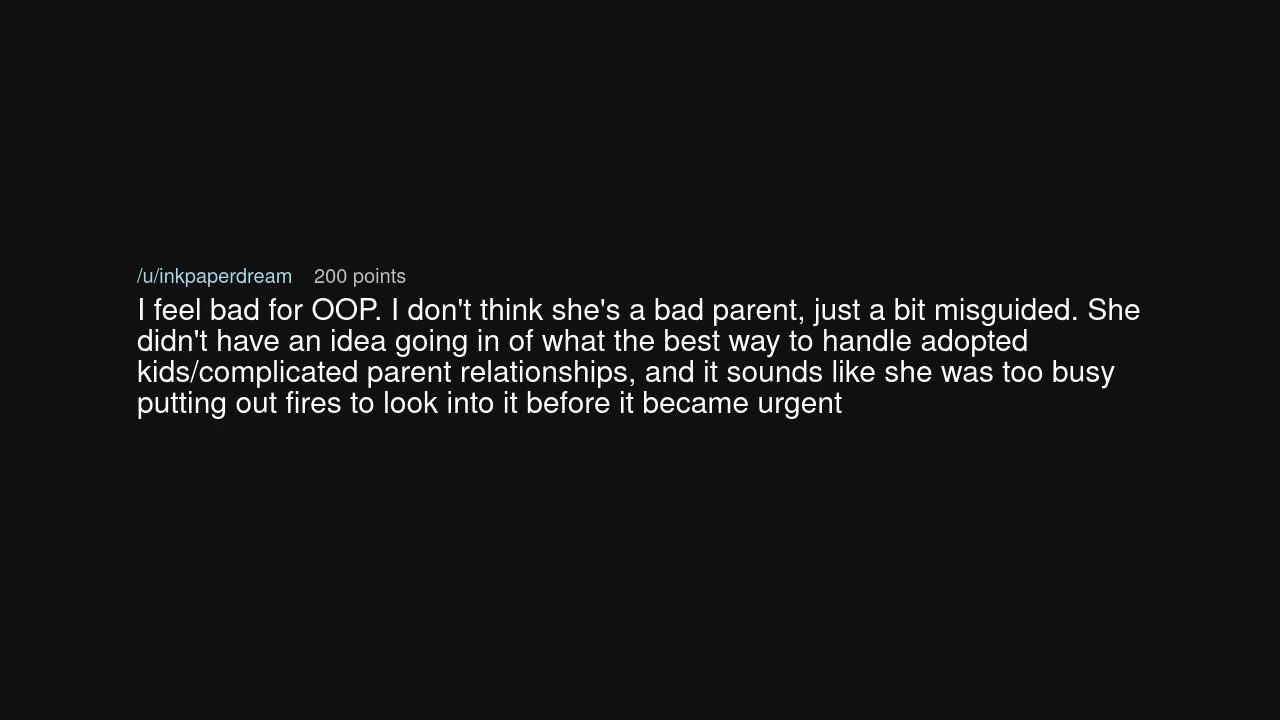 /u/inkpaperdream 200 points
I feel bad for OOP. I don't think she's a bad parent, just a bit misguided. She
didn't have an idea going in of what the best way to handle adopted
kids/complicated parent relationships, and it sounds like she was too busy
putting out fires to look into it before it became urgent